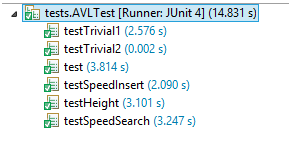 tests.AVLTest [Runner: JUnit 4] (14.831 s)
testTrivial1 (2.576 s)
testTrivial2 (0.002 s)
test (3.814 s)
testSpeedInsert (2.090 s)
testHeight (3.101 s)
testSpeedSearch (3.247 s)